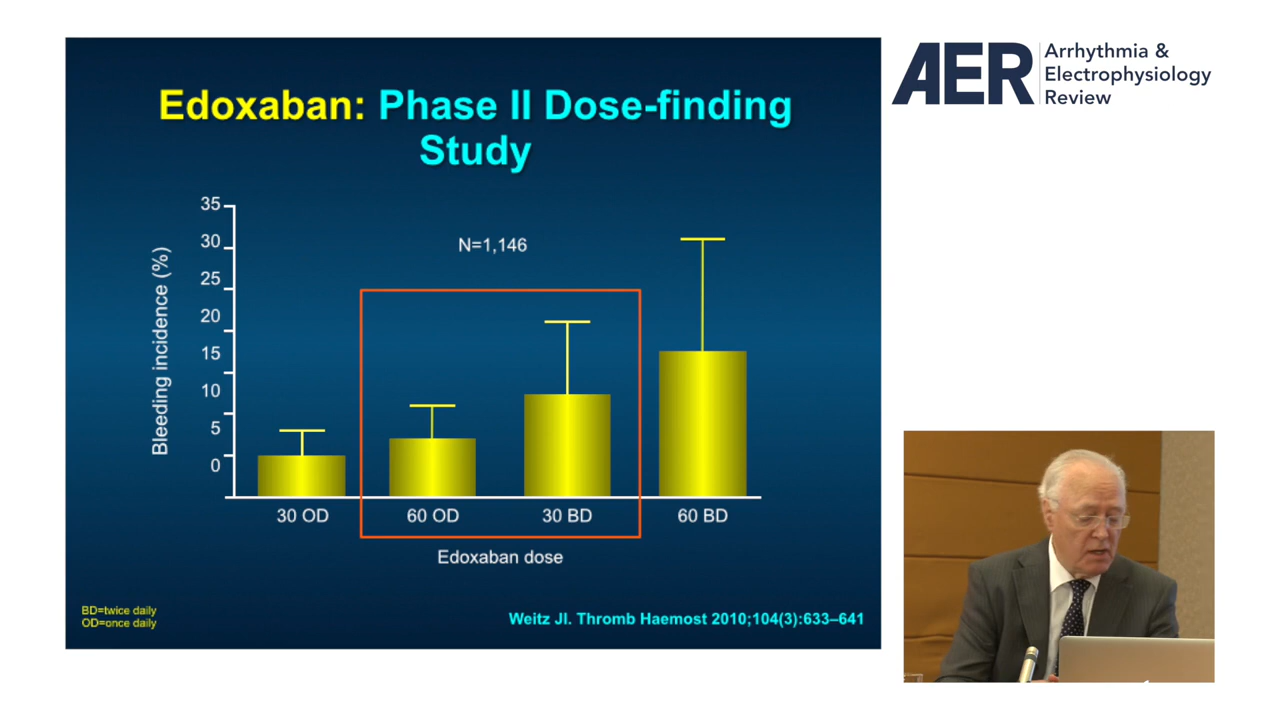 Edoxaban: Phase II Dose-finding
Study
35
30
25
20
15
10
5
0
Bleeding incidence (%)
N=1,146
30 OD
60 OD
30 BD
60 BD
Edoxaban dose
BD=twice daily
OD=once daily
Weitz JI. Thromb Haemost 2010;104(3):633–641
AER
Arrhythmia &
Electrophysiology
Review